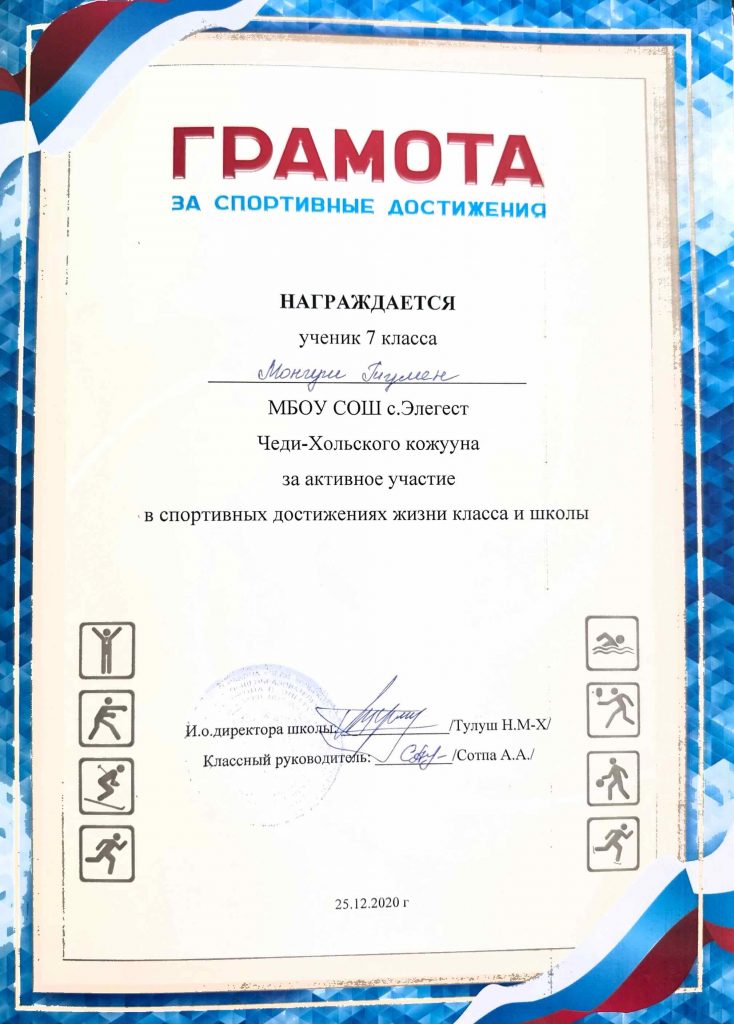 ГРАМОТА
ЗА СПОРТИВНЫЕ ДОСТИЖЕНИЯ
НАГРАЖДАЕТСЯ
ученик 7 класса
Монгуш
МБОУ СОШ с.Элегест
Чеди-Хольского кожууна
за активное участие
в спортивных достижениях жизни класса и школы
И.о.директора школы: /Тулуш Н.М-Х/
Классный руководитель: /Сотпа А.А./
25.12.2020 г